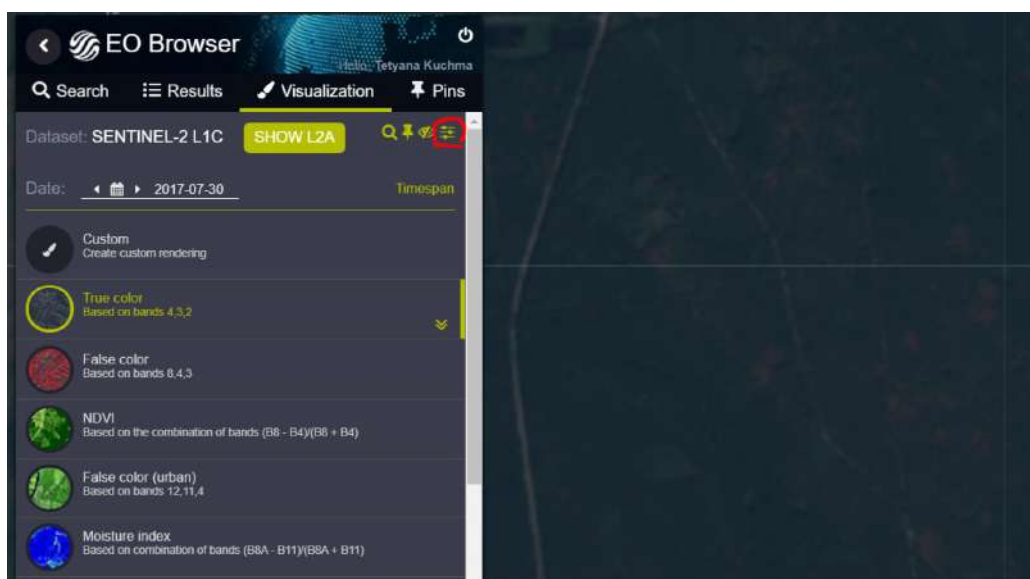 EO Browser
Hello, Tetyana Kuchma
Search Results Visualization Pins
Dataset: SENTINEL-2 L1C SHOW L2A
Date: 2017-07-30 Timespan
Custom
Create custom rendering
True color
Based on bands 4,3,2
False color
Based on bands 8,4,3
NDVI
Based on the combination of bands (B8 - B4)/(B8 + B4)
False color (urban)
Based on bands 12,11,4
Moisture index
Based on combination of bands (B8A - B11)/(B8A + B11)